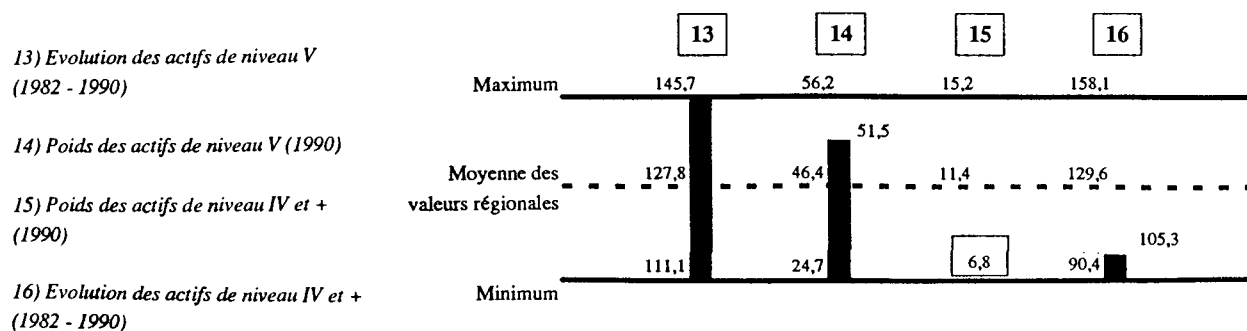 13 14 15 16
13) Evolution des actifs de niveau V
(1982 - 1990)
Maximum 145,7 56,2 15,2 158,1
14) Poids des actifs de niveau V (1990)
51,5
Moyenne des 127,8 46,4 11,4 129,6
valeurs régionales
15) Poids des actifs de niveau IV et +
(1990)
105,3
111,1 24,7 6,8 90,4
Minimum
16) Evolution des actifs de niveau IV et +
(1982 - 1990)